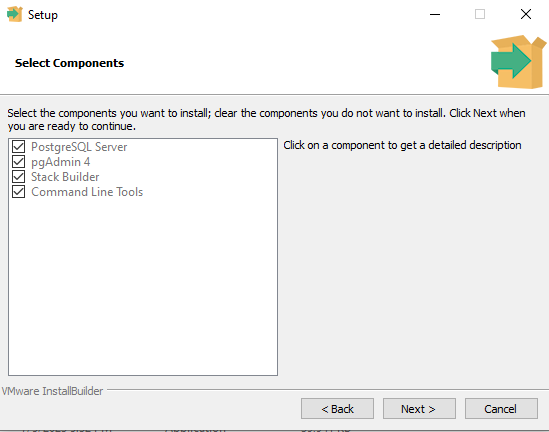 Setup
Select Components
Select the components you want to install; clear the components you do not want to install. Click Next when
you are ready to continue.
PostgreSQL Server
pgAdmin 4
Stack Builder
Command Line Tools
Click on a component to get a detailed description
VMware InstallBuilder
< Back
Next >
Cancel